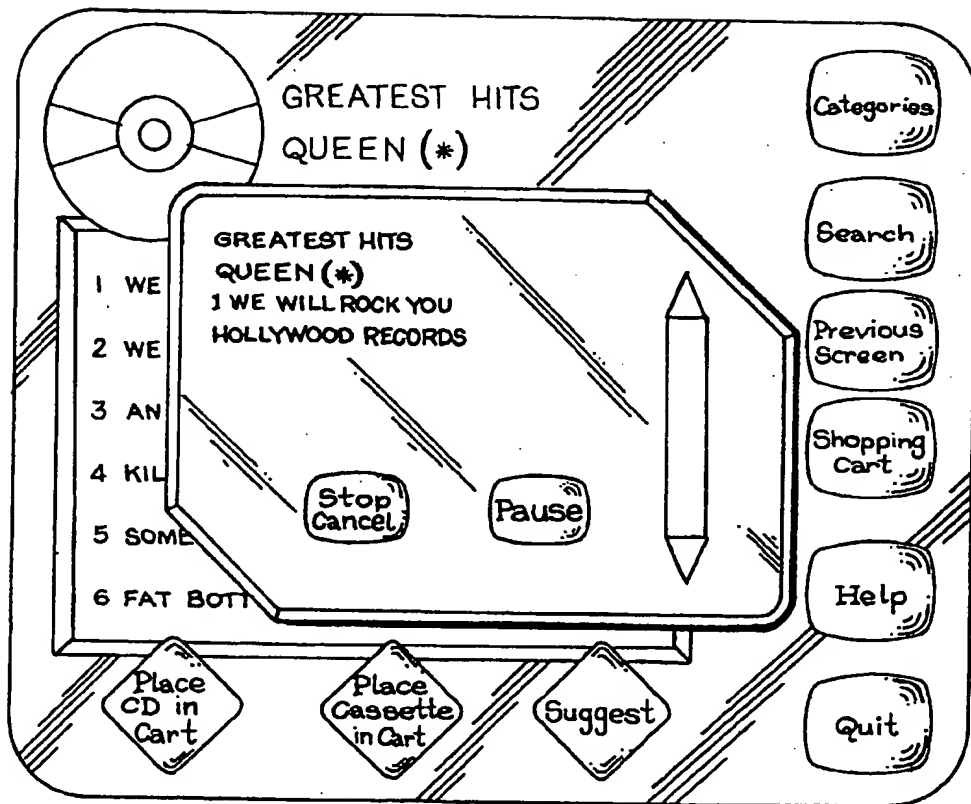 GREATEST HITS
QUEEN (*)
GREATEST HITS
QUEEN (*)
1 WE WILL ROCK YOU
HOLLYWOOD RECORDS
Stop
Cancel
Pause
1 WE
2 WE
3 AN
4 KIL
5 SOME
6 FAT BOTT
Place
CD in
Cart
Place
Cassette
in Cart
Suggest
Categories
Search
Previous
Screen
Shopping
Cart
Help
Quit